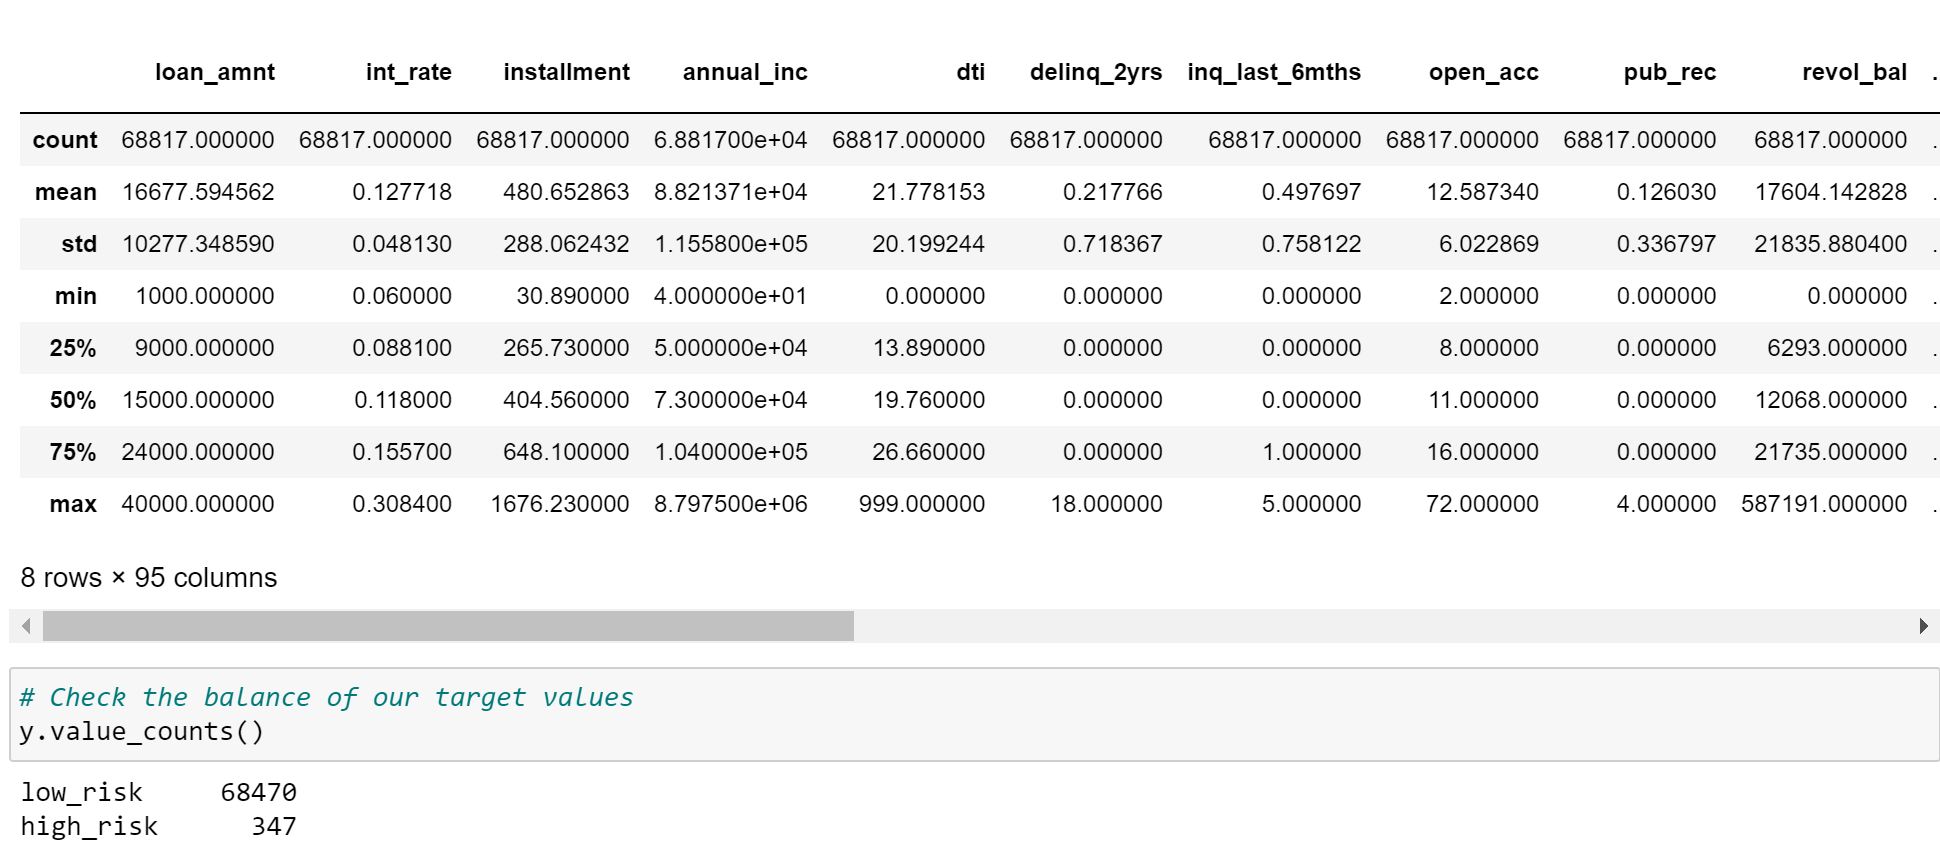 loan_amnt int_rate installment annual_inc dti delinq_2yrs inq_last_6mths open_acc pub_rec revol_bal .
count 68817.000000 68817.000000 68817.000000 6.881700e+04 68817.000000 68817.000000 68817.000000 68817.000000 68817.000000 68817.000000 .
mean 16677.594562 0.127718 480.652863 8.821371e+04 21.778153 0.217766 0.497697 12.587340 0.126030 17604.142828 .
std 10277.348590 0.048130 288.062432 1.155800e+05 20.199244 0.718367 0.758122 6.022869 0.336797 21835.880400 .
min 1000.000000 0.060000 30.890000 4.000000e+01 0.000000 0.000000 0.000000 2.000000 0.000000 0.000000 .
25% 9000.000000 0.088100 265.730000 5.000000e+04 13.890000 0.000000 0.000000 8.000000 0.000000 6293.000000 .
50% 15000.000000 0.118000 404.560000 7.300000e+04 19.760000 0.000000 0.000000 11.000000 0.000000 12068.000000 .
75% 24000.000000 0.155700 648.100000 1.040000e+05 26.660000 0.000000 1.000000 16.000000 0.000000 21735.000000 .
max 40000.000000 0.308400 1676.230000 8.797500e+06 999.000000 18.000000 5.000000 72.000000 4.000000 587191.000000 .
8 rows × 95 columns
# Check the balance of our target values
y.value_counts()
low_risk 68470
high_risk 347